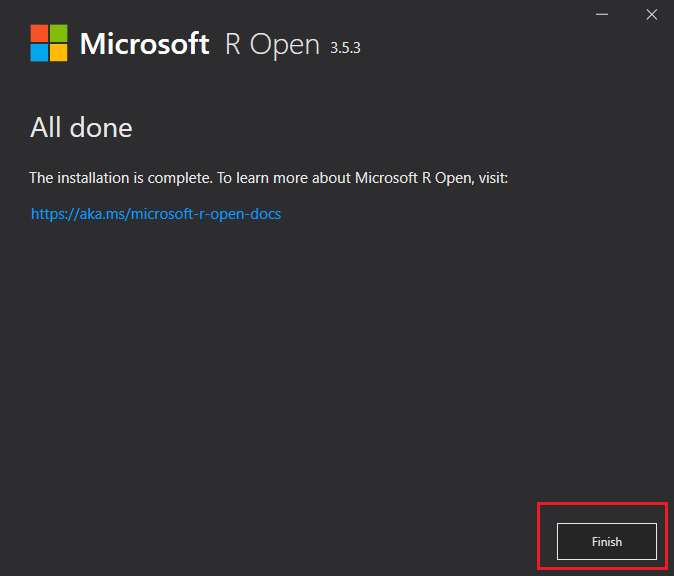 Microsoft R Open 3.5.3
All done
The installation is complete. To learn more about Microsoft R Open, visit:
https://aka.ms/microsoft-r-open-docs
Finish